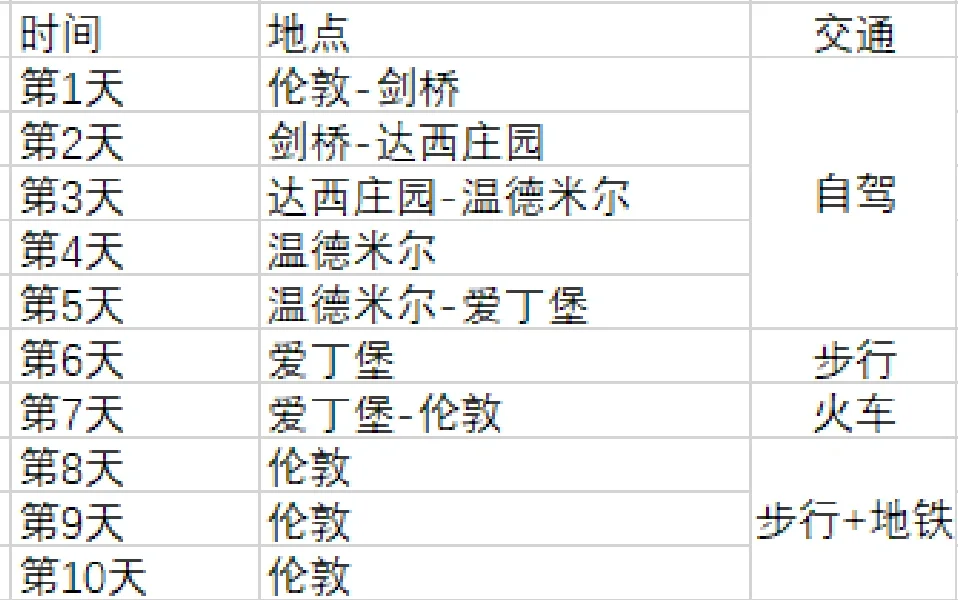 时间 地点 交通
第1天 伦敦-剑桥
第2天 剑桥-达西庄园
第3天 达西庄园-温德米尔 自驾
第4天 温德米尔
第5天 温德米尔-爱丁堡
第6天 爱丁堡 步行
第7天 爱丁堡-伦敦 火车
第8天 伦敦
第9天 伦敦 步行+地铁
第10天 伦敦